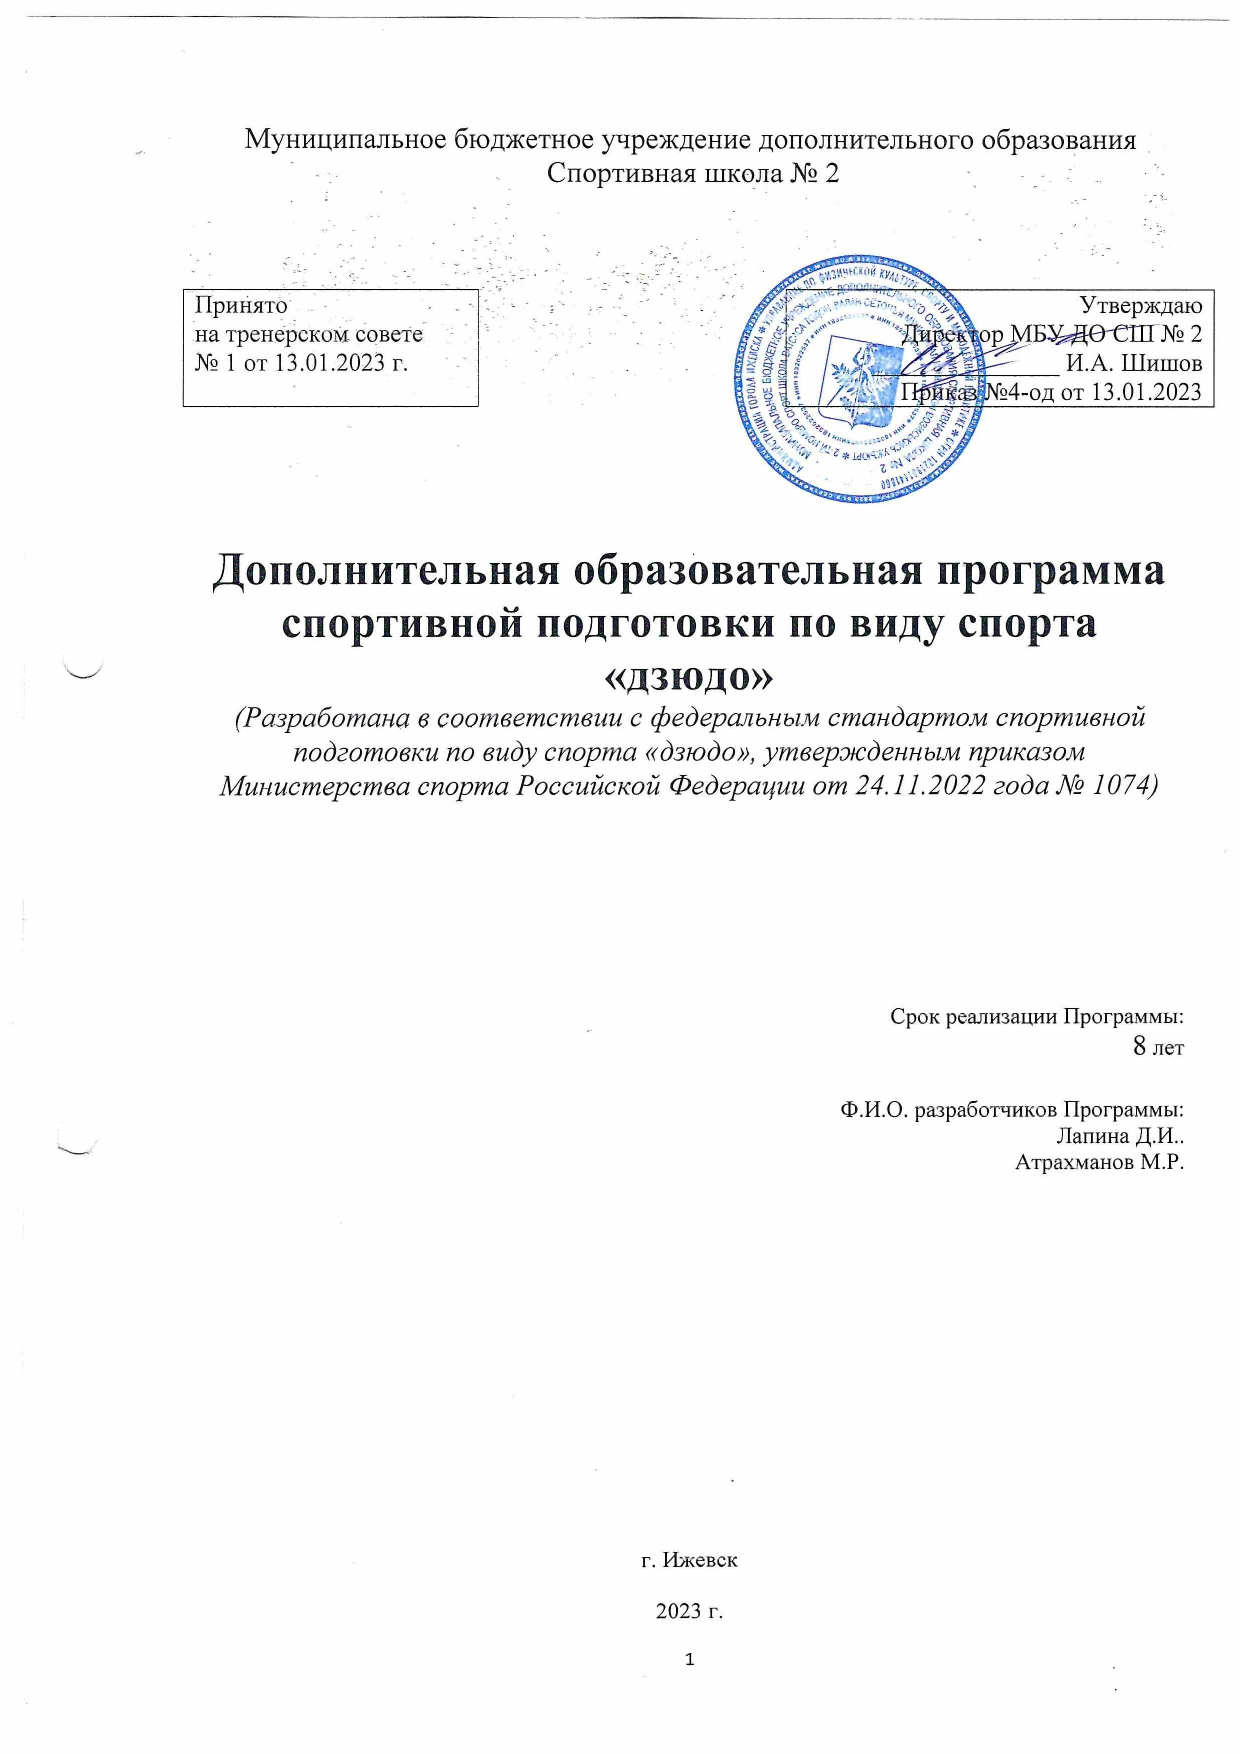 Муниципальное бюджетное учреждение дополнительного образования
Спортивная школа № 2
Принято
на тренерском совете
№ 1 от 13.01.2023 г.
Утверждаю
Директор МБУ ДО СШ № 2
И.А. Шишов
Приказ №4-од от 13.01.2023
Дополнительная образовательная программа
спортивной подготовки по виду спорта
«дзюдо»
(Разработана в соответствии с федеральным стандартом спортивной
подготовки по виду спорта «дзюдо», утвержденным приказом
Министерства спорта Российской Федерации от 24.11.2022 года № 1074)
Срок реализации Программы:
8 лет
Ф.И.О. разработчиков Программы:
Лапина Д.И..
Атрахманов М.Р.
г. Ижевск
2023 г.
1